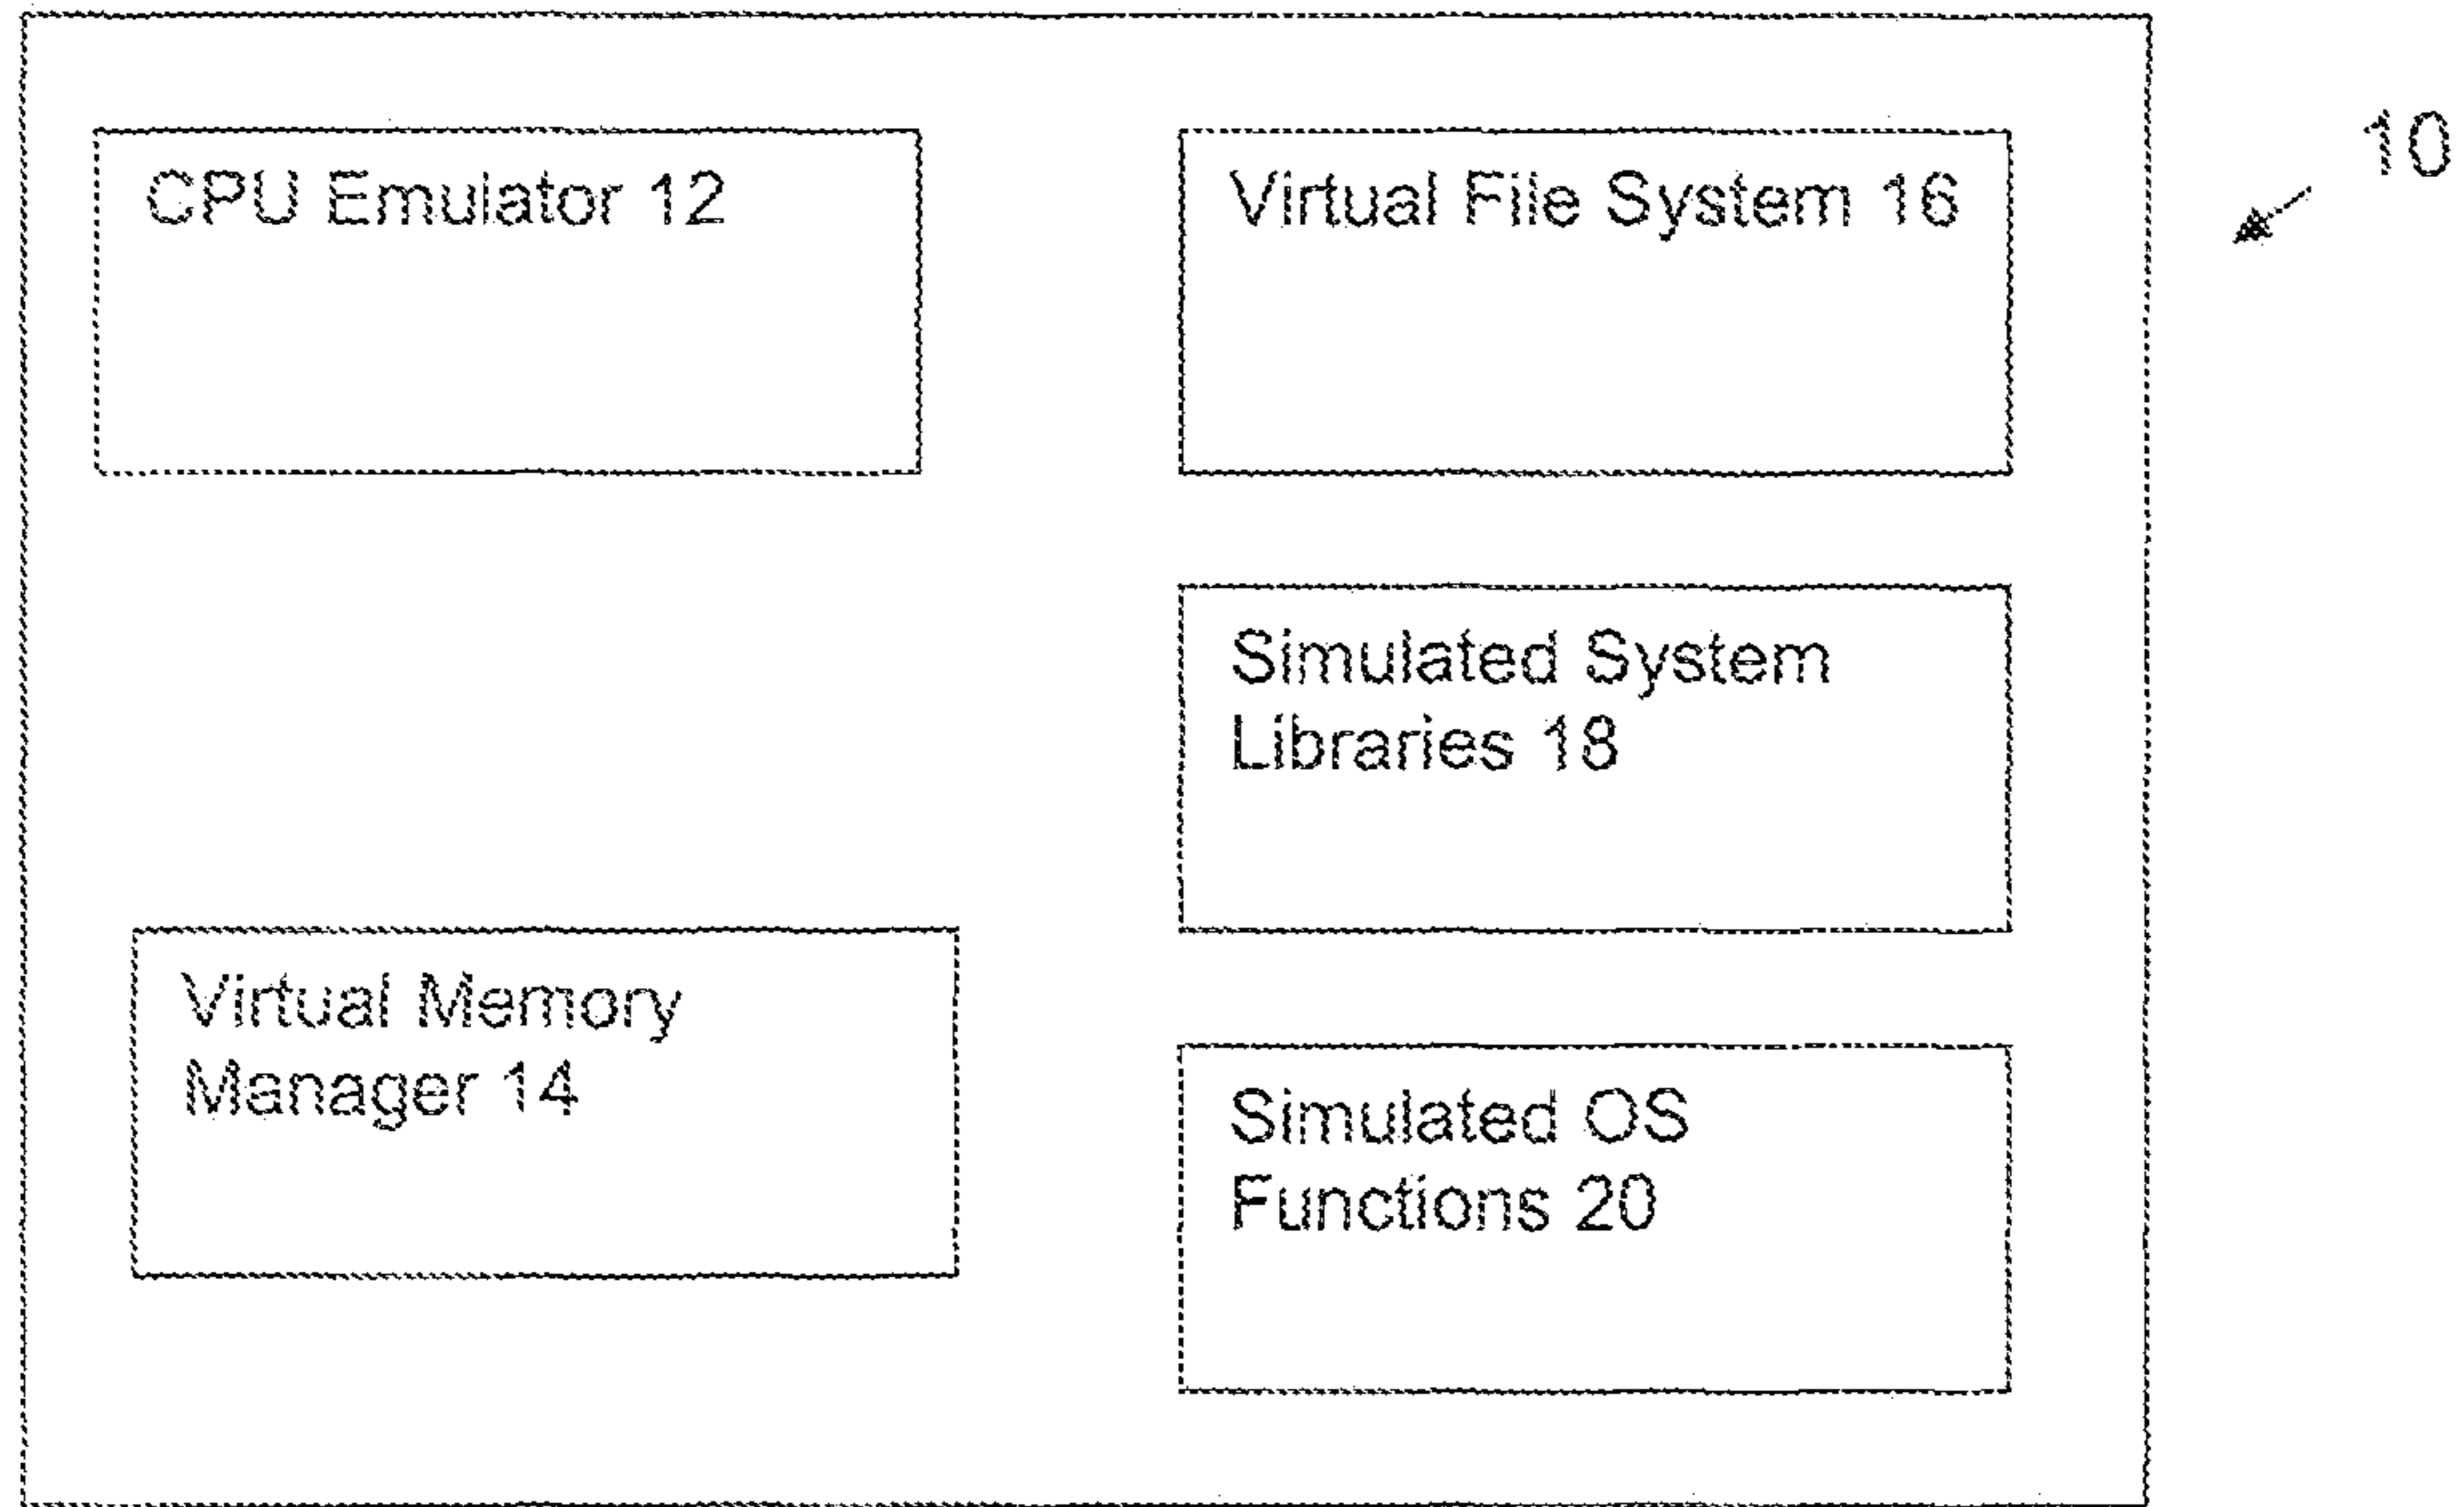 10
CPU Emulator 12
Virtual File System 16
Simulated System
Libraries 18
Virtual Memory
Manager 14
Simulated OS
Functions 20